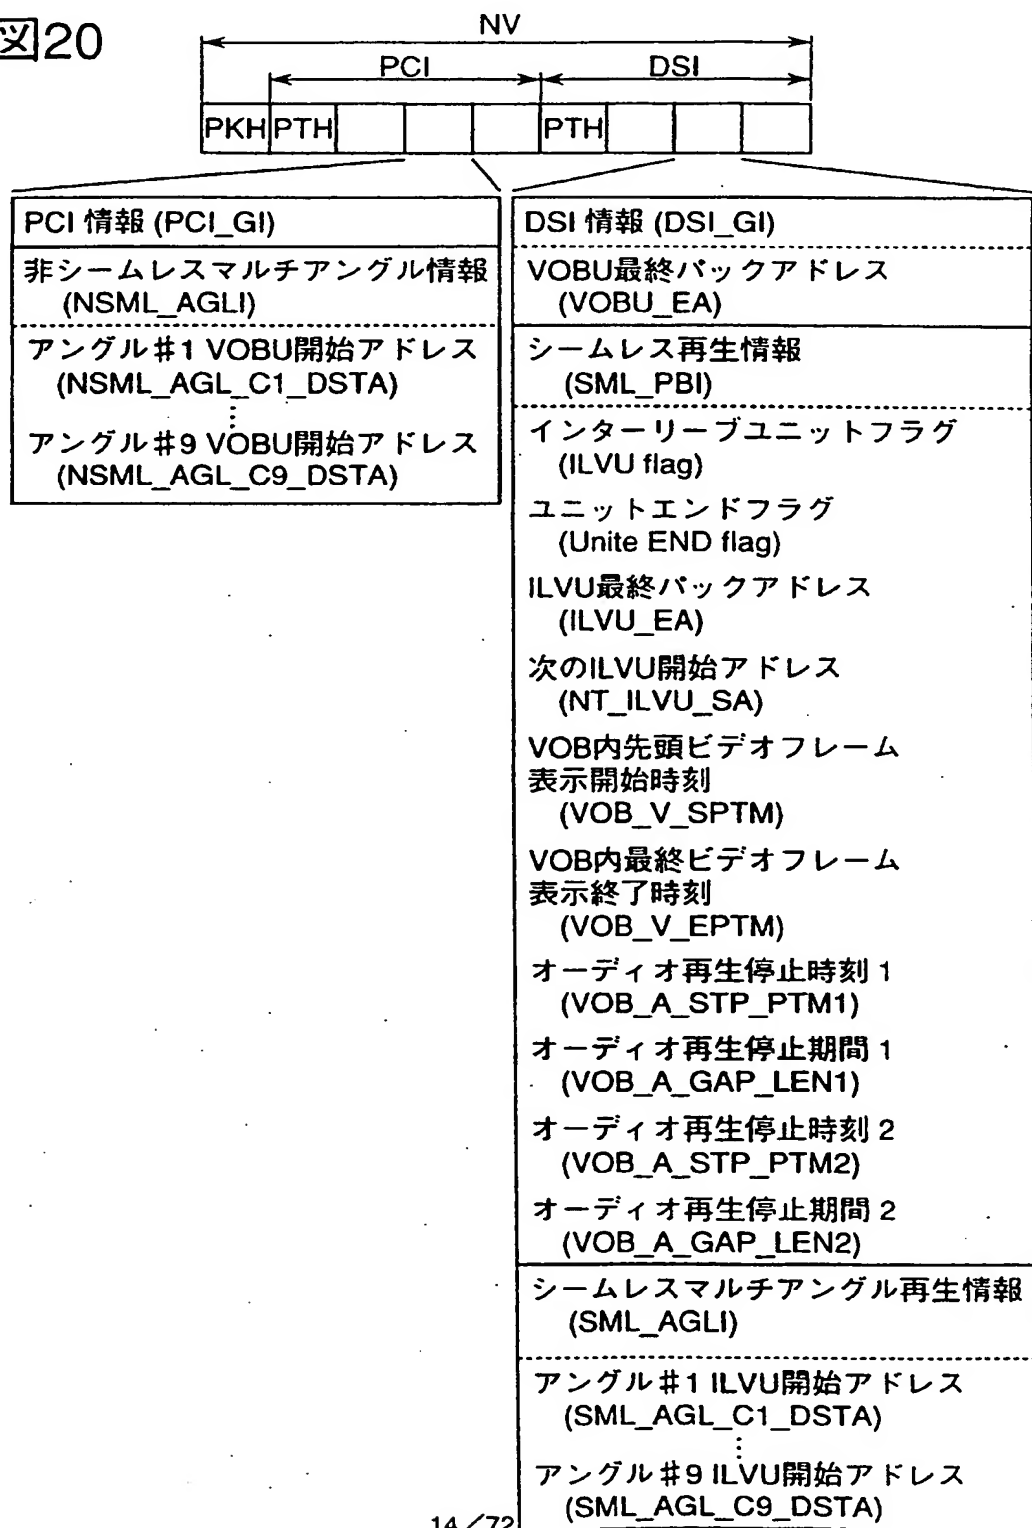 図20
NV
PCI
DSI
PKH PTH PTH
PCI 情報 (PCI_GI)
非シームレスマルチアングル情報
(NSML_AGLI)
アングル#1 VOBU開始アドレス
(NSML_AGL_C1_DSTA)
アングル#9 VOBU開始アドレス
(NSML_AGL_C9_DSTA)
DSI 情報 (DSI_GI)
VOBU最終パックアドレス
(VOBU_EA)
シームレス再生情報
(SML_PBI)
インターリーブユニットフラグ
(ILVU flag)
ユニットエンドフラグ
(Unite END flag)
ILVU最終パックアドレス
(ILVU_EA)
次のILVU開始アドレス
(NT_ILVU_SA)
VOB内先頭ビデオフレーム
表示開始時刻
(VOB_V_SPTM)
VOB内最終ビデオフレーム
表示終了時刻
(VOB_V_EPTM)
オーディオ再生停止時刻 1
(VOB_A_STP_PTM1)
オーディオ再生停止期間 1
(VOB_A_GAP_LEN1)
オーディオ再生停止時刻 2
(VOB_A_STP_PTM2)
オーディオ再生停止期間 2
(VOB_A_GAP_LEN2)
シームレスマルチアングル再生情報
(SML_AGLI)
アングル#1 ILVU開始アドレス
(SML_AGL_C1_DSTA)
アングル#9 ILVU開始アドレス
(SML_AGL_C9_DSTA)
14/72